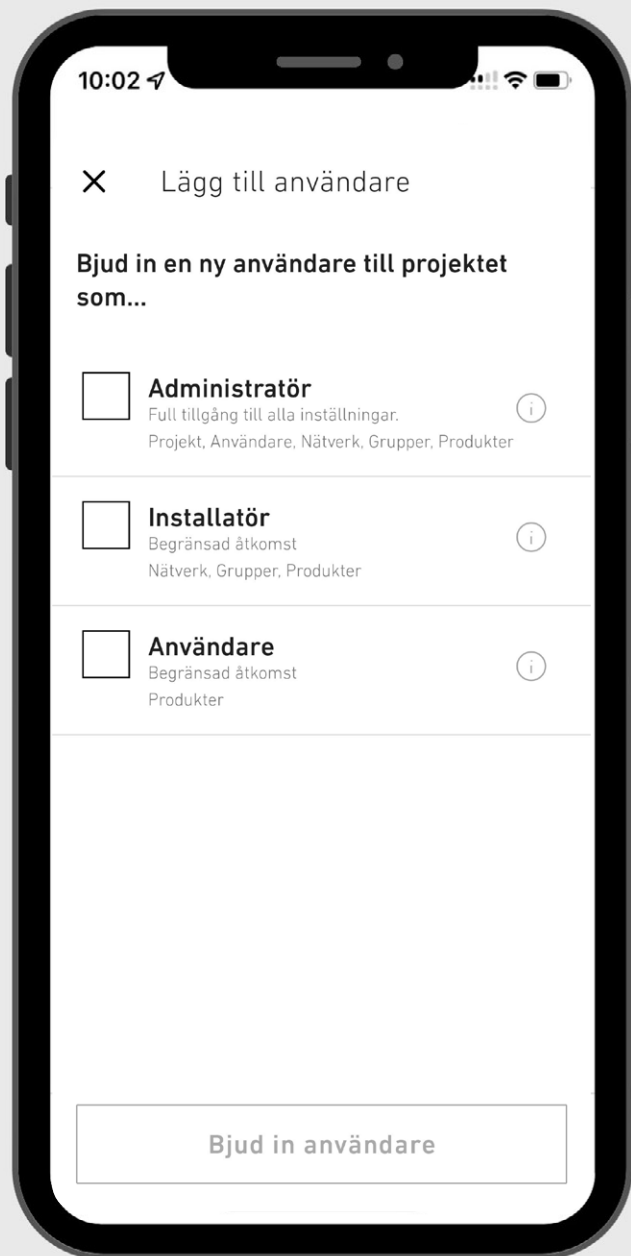 10:02
Lägg till användare
Bjud in en ny användare till projektet
som...
Administratör
Full tillgång till alla inställningar.
Projekt, Användare, Nätverk, Grupper, Produkter
Installatör
Begränsad åtkomst
Nätverk, Grupper, Produkter
Användare
Begränsad åtkomst
Produkter
Bjud in användare